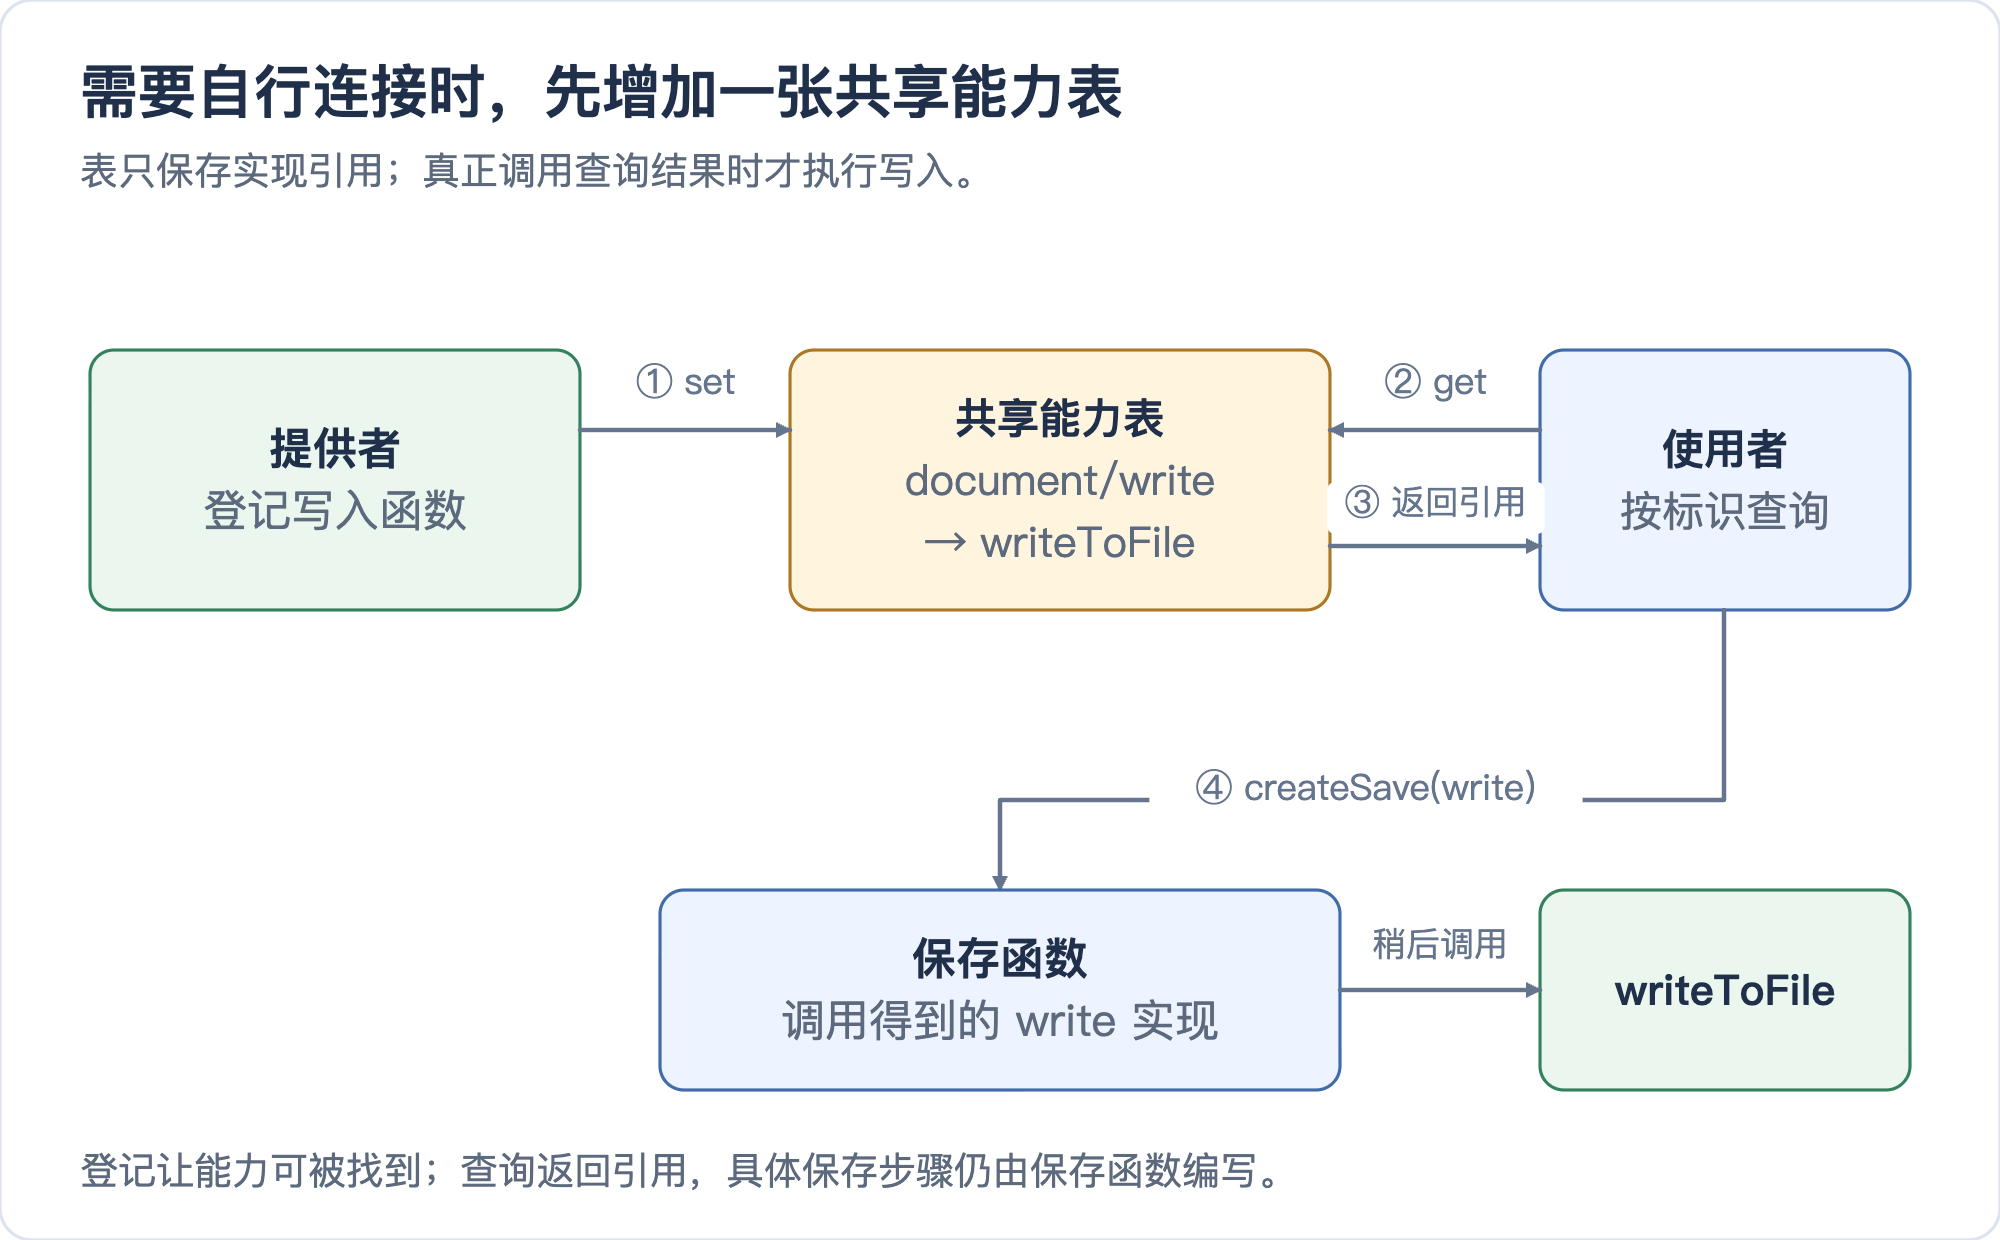 需要自行连接时，先增加一张共享能力表
表只保存实现引用；真正调用查询结果时才执行写入。
提供者
登记写入函数
① set
共享能力表
document/write
→ writeToFile
② get
③ 返回引用
使用者
按标识查询
④ createSave(write)
保存函数
调用得到的 write 实现
稍后调用
writeToFile
登记让能力可被找到；查询返回引用，具体保存步骤仍由保存函数编写。